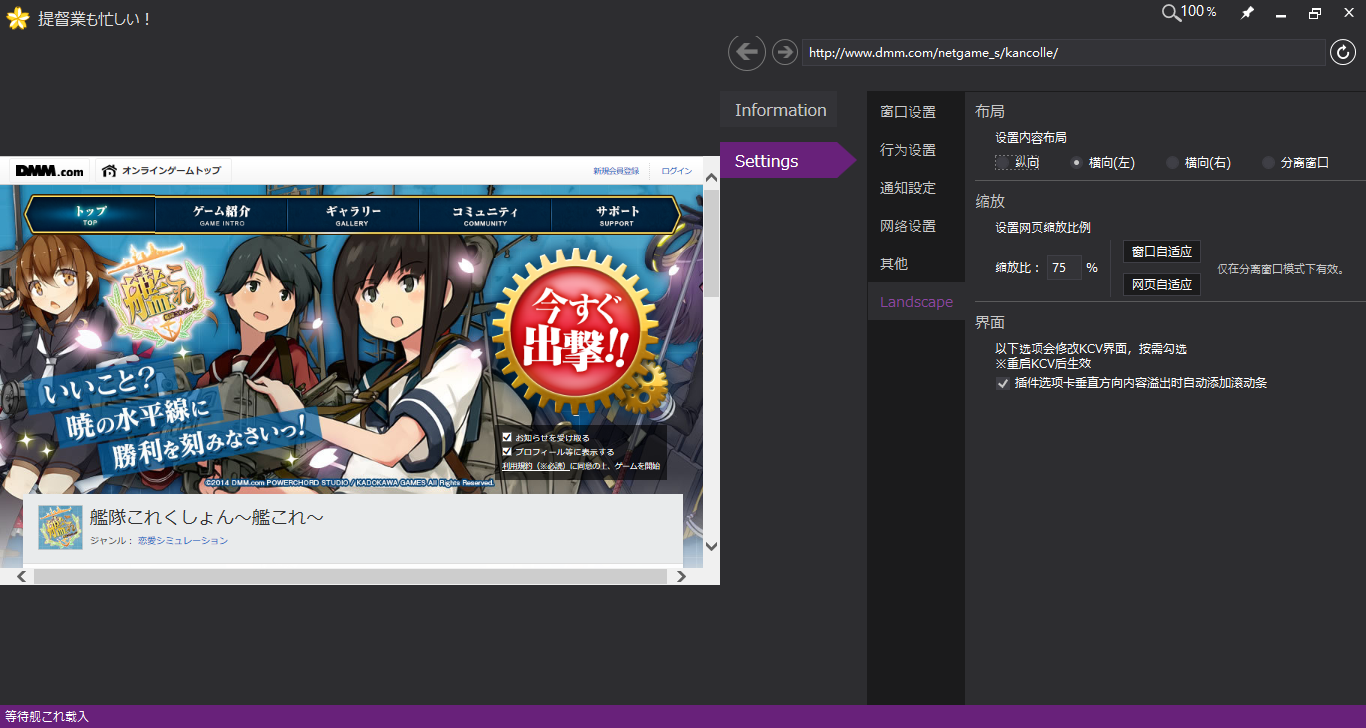 提督業も忙しい！
100%
http://www.dmm.com/netgame_s/kancolle/
Information
Settings
窗口设置
行为设置
通知設定
网络设置
其他
Landscape
布局
设置内容布局
纵向
横向(左)
横向(右)
分离窗口
缩放
设置网页缩放比例
缩放比：
75
%
窗口自适应
网页自适应
仅在分离窗口模式下有效。
界面
以下选项会修改KCV界面，按需勾选
※重启KCV后生效
插件选项卡垂直方向内容溢出时自动添加滚动条
DMM.com
オンラインゲームトップ
新規会員登録
ログイン
トップ
TOP
ゲーム紹介
GAME INTRO
ギャラリー
GALLERY
コミュニティ
COMMUNITY
サポート
SUPPORT
艦これ
今すぐ
出撃!!
いいこと?
暁の水平線に
勝利を刻みなさいっ!
お知らせを受け取る
プロフィール等に表示する
利用規約（※必読）に同意の上、ゲームを開始
©2014 DMM.com POWERCHORD STUDIO / KADOKAWA GAMES All Rights Reserved.
艦隊これくしょん～艦これ～
ジャンル： 恋愛シミュレーション
等待舰これ载入